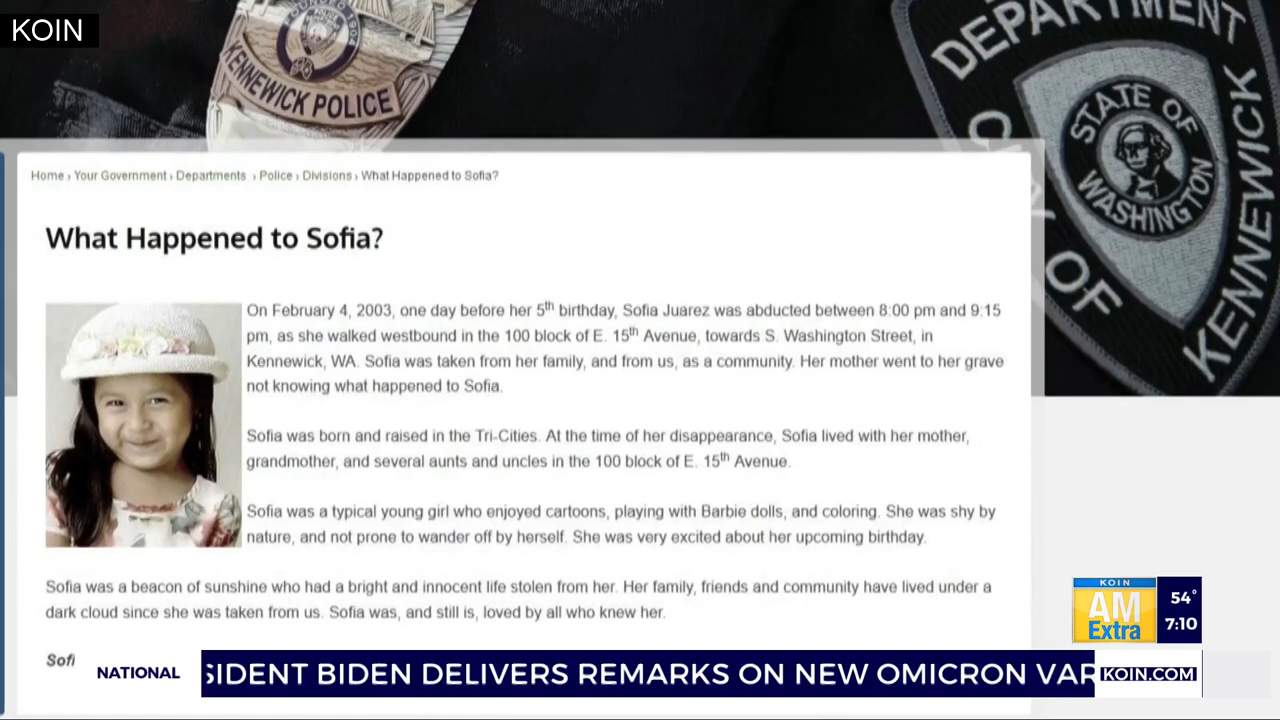 KOIN
FOUNDED 1904
KENNEWICK POLICE
DEPARTMENT
STATE OF
WASHINGTON
OF
KENNEWICK
Home › Your Government › Departments › Police › Divisions › What Happened to Sofia?
What Happened to Sofia?
On February 4, 2003, one day before her 5th birthday, Sofia Juarez was abducted between 8:00 pm and 9:15
pm, as she walked westbound in the 100 block of E. 15th Avenue, towards S. Washington Street, in
Kennewick, WA. Sofia was taken from her family, and from us, as a community. Her mother went to her grave
not knowing what happened to Sofia.
Sofia was born and raised in the Tri-Cities. At the time of her disappearance, Sofia lived with her mother,
grandmother, and several aunts and uncles in the 100 block of E. 15th Avenue.
Sofia was a typical young girl who enjoyed cartoons, playing with Barbie dolls, and coloring. She was shy by
nature, and not prone to wander off by herself. She was very excited about her upcoming birthday.
Sofia was a beacon of sunshine who had a bright and innocent life stolen from her. Her family, friends and community have lived under a
dark cloud since she was taken from us. Sofia was, and still is, loved by all who knew her.
Sofi
KOIN
AM
Extra
54°
7:10
NATIONAL
SIDENT BIDEN DELIVERS REMARKS ON NEW OMICRON VAR
KOIN.COM